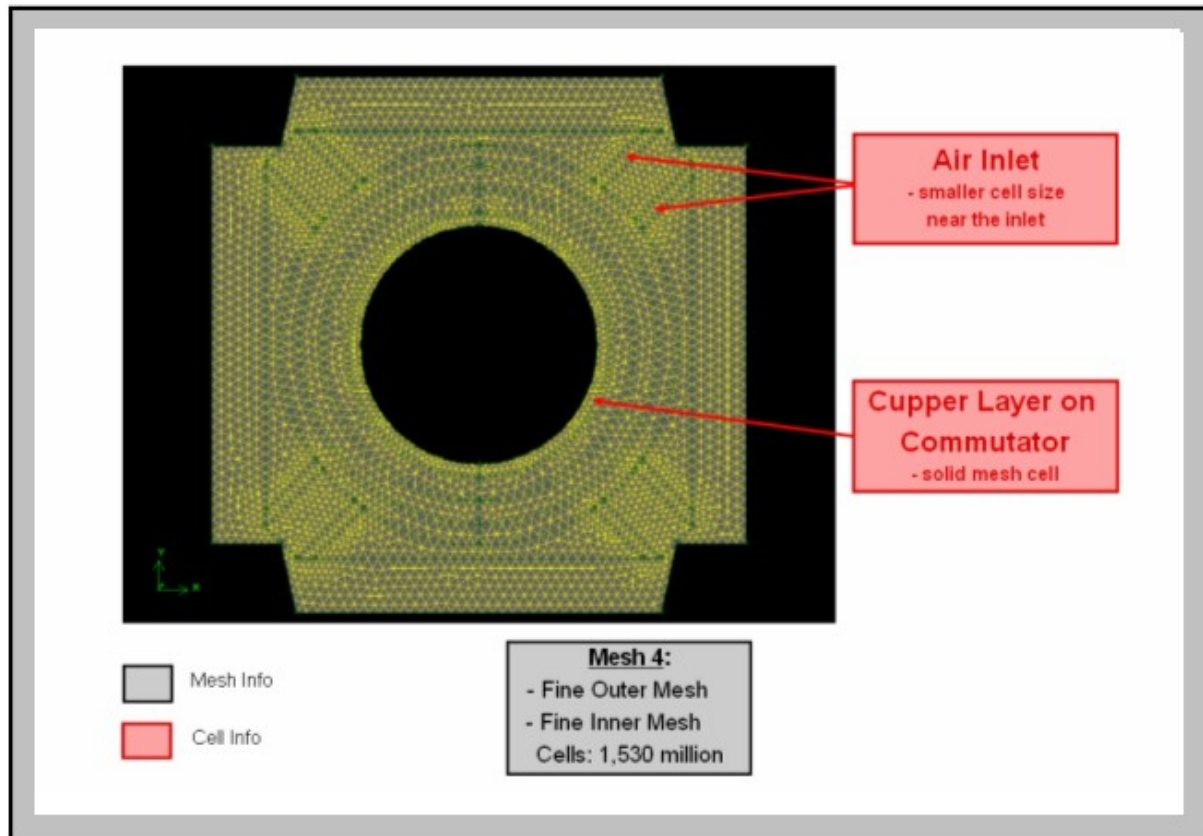 Air Inlet
- smaller cell size
near the inlet
Cupper Layer on
Commutator
- solid mesh cell
Y
X
Mesh Info
Cell Info
Mesh 4:
- Fine Outer Mesh
- Fine Inner Mesh
Cells: 1,530 million